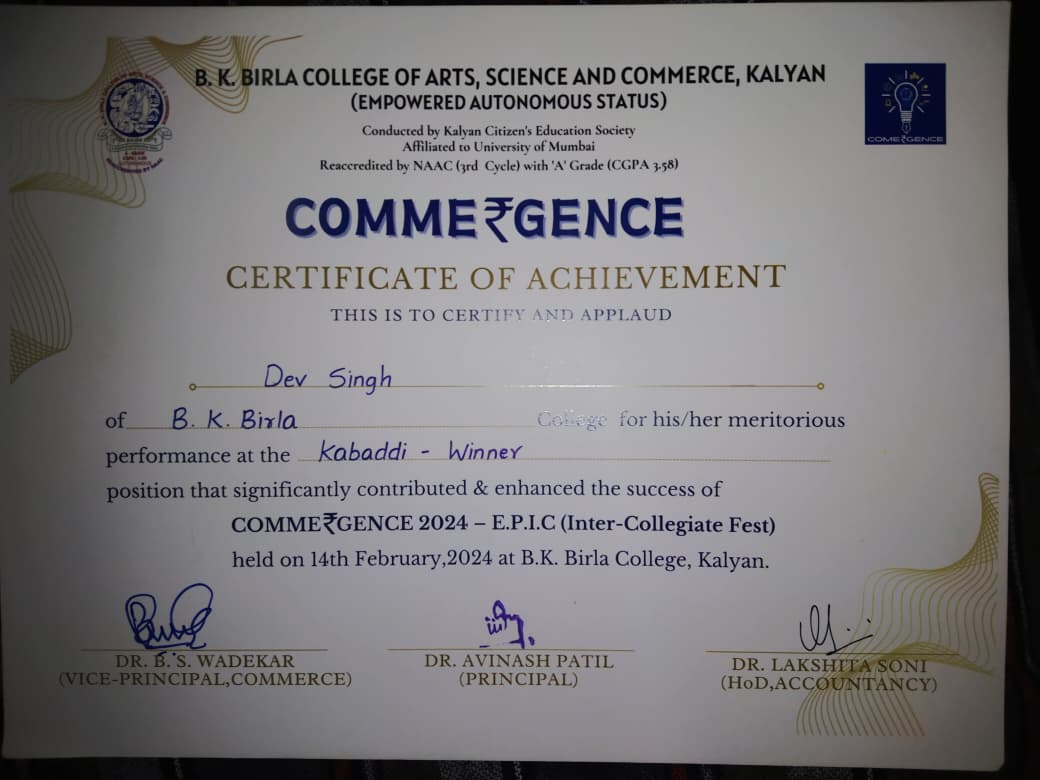 B. K. BIRLA COLLEGE OF ARTS, SCIENCE AND COMMERCE, KALYAN
(EMPOWERED AUTONOMOUS STATUS)
Conducted by Kalyan Citizen's Education Society
Affiliated to University of Mumbai
Reaccredited by NAAC (3rd Cycle) with 'A' Grade (CGPA 3.58)
COME₹GENCE
COMME₹GENCE
CERTIFICATE OF ACHIEVEMENT
THIS IS TO CERTIFY AND APPLAUD
Dev Singh
of B. K. Birla College for his/her meritorious
performance at the Kabaddi - Winner
position that significantly contributed & enhanced the success of
COMME₹GENCE 2024 – E.P.I.C (Inter-Collegiate Fest)
held on 14th February,2024 at B.K. Birla College, Kalyan.
DR. B.S. WADEKAR
(VICE-PRINCIPAL,COMMERCE)
DR. AVINASH PATIL
(PRINCIPAL)
DR. LAKSHITA SONI
(HoD,ACCOUNTANCY)